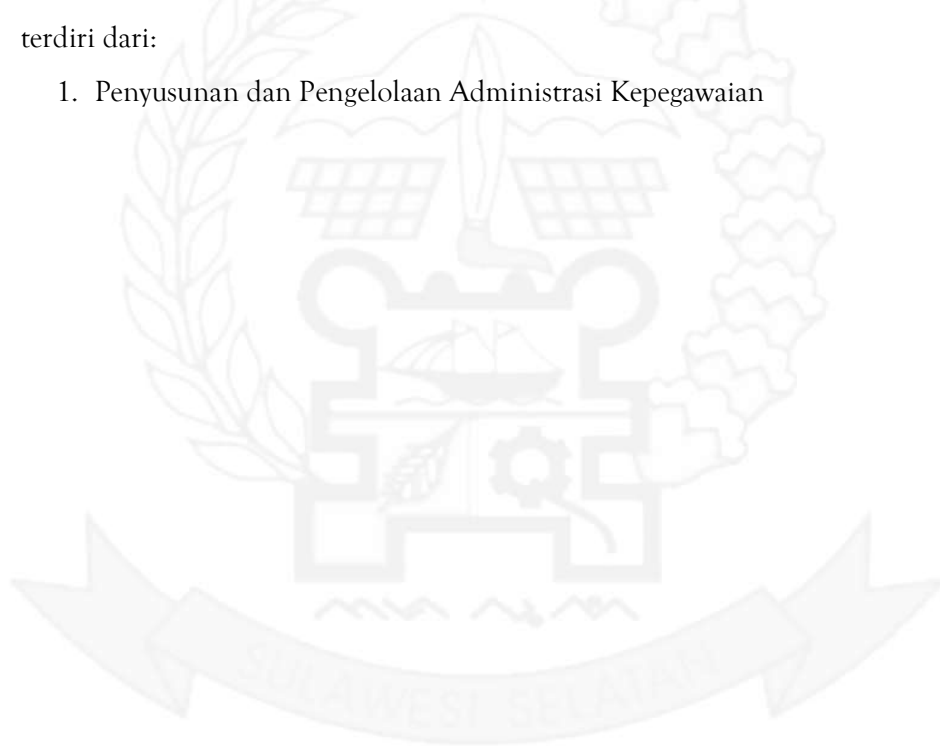 terdiri dari:
1. Penyusunan dan Pengelolaan Administrasi Kepegawaian
SULAWESI SELATAN